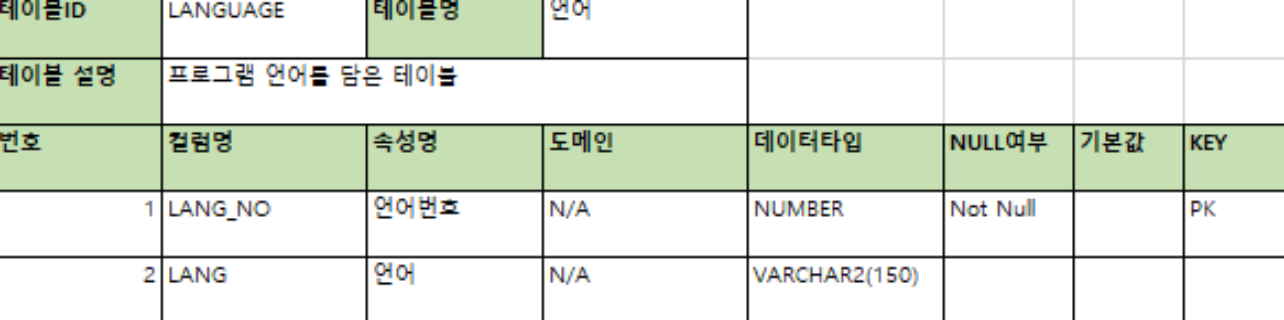 테이블ID LANGUAGE 테이블명 언어
테이블 설명 프로그램 언어를 담은 테이블
번호 컬럼명 속성명 도메인 데이터타입 NULL여부 기본값 KEY
1 LANG_NO 언어번호 N/A NUMBER Not Null PK
2 LANG 언어 N/A VARCHAR2(150)